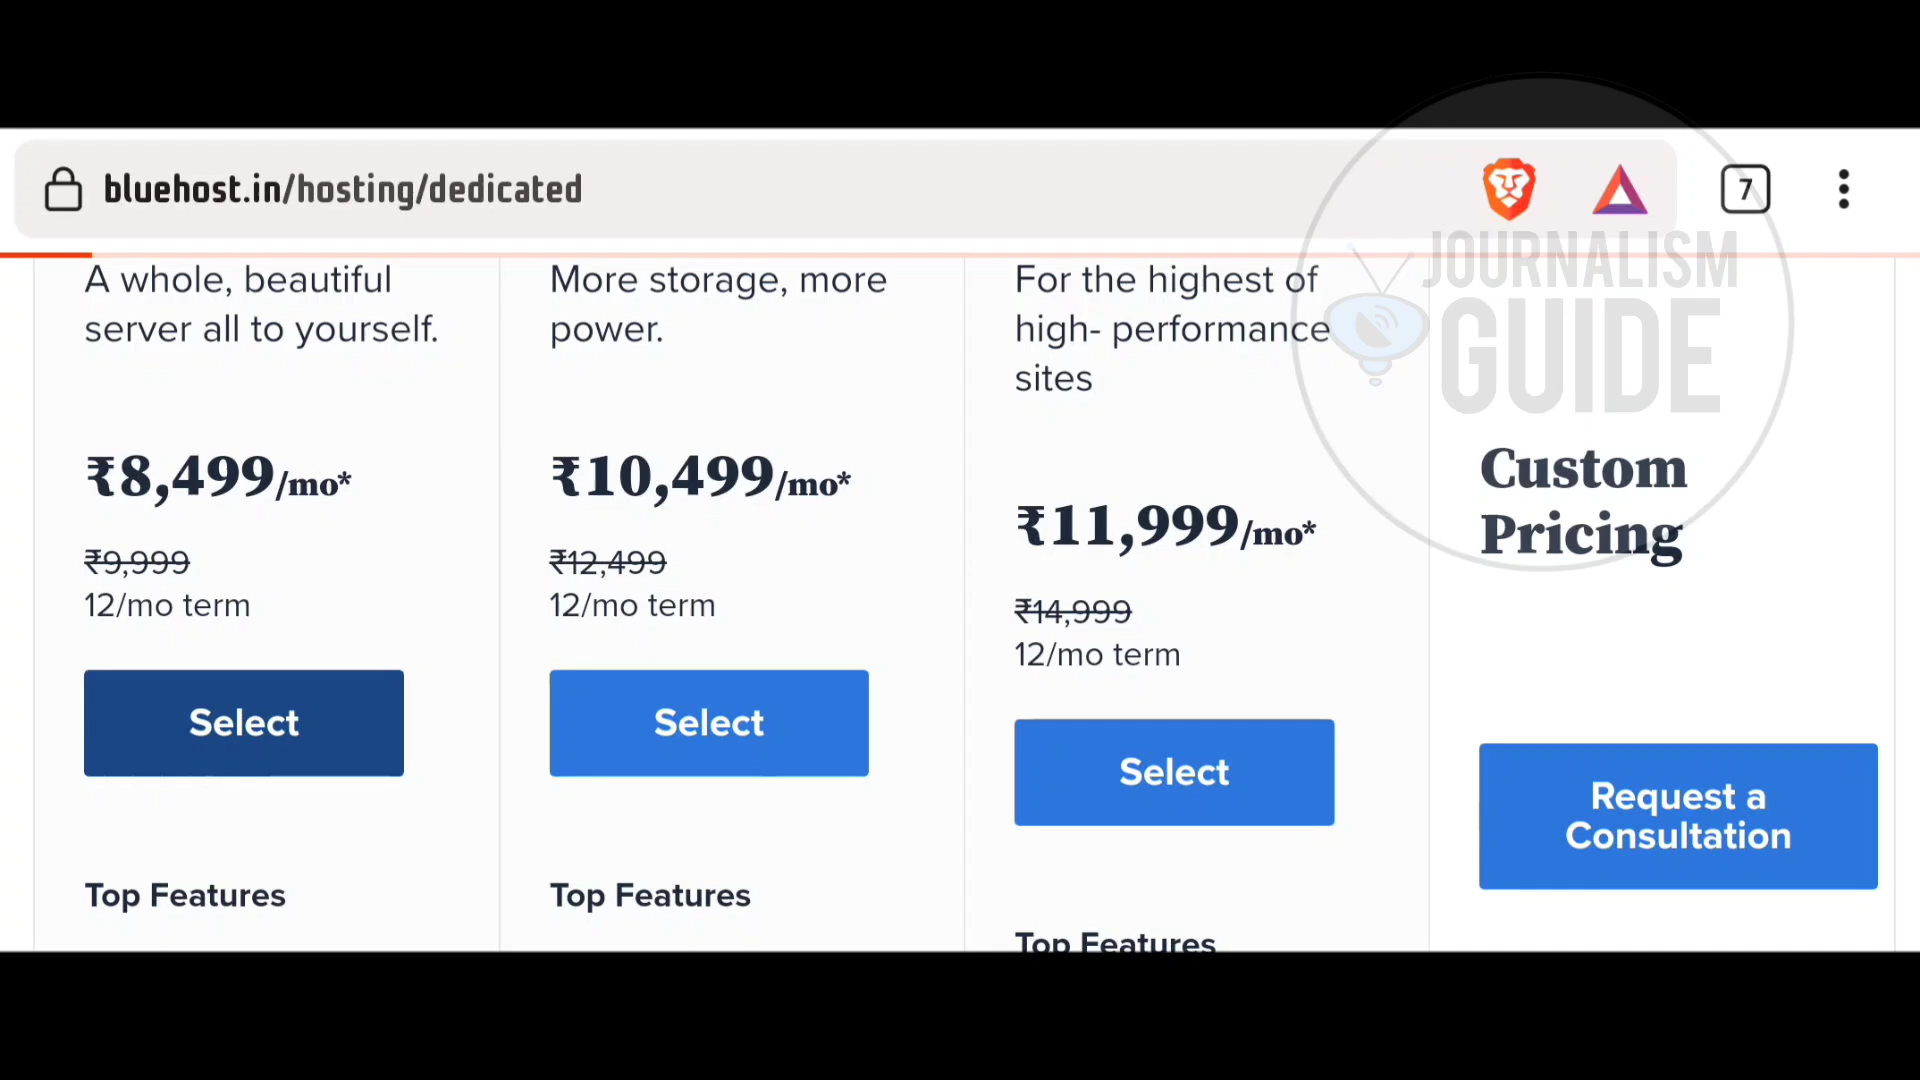 bluehost.in/hosting/dedicated
7
JOURNALISM
GUIDE
A whole, beautiful
server all to yourself.
₹8,499/mo*
₹9,999
12/mo term
Select
Top Features
More storage, more
power.
₹10,499/mo*
₹12,499
12/mo term
Select
Top Features
For the highest of
high- performance
sites
₹11,999/mo*
₹14,999
12/mo term
Select
Top Features
Custom
Pricing
Request a
Consultation